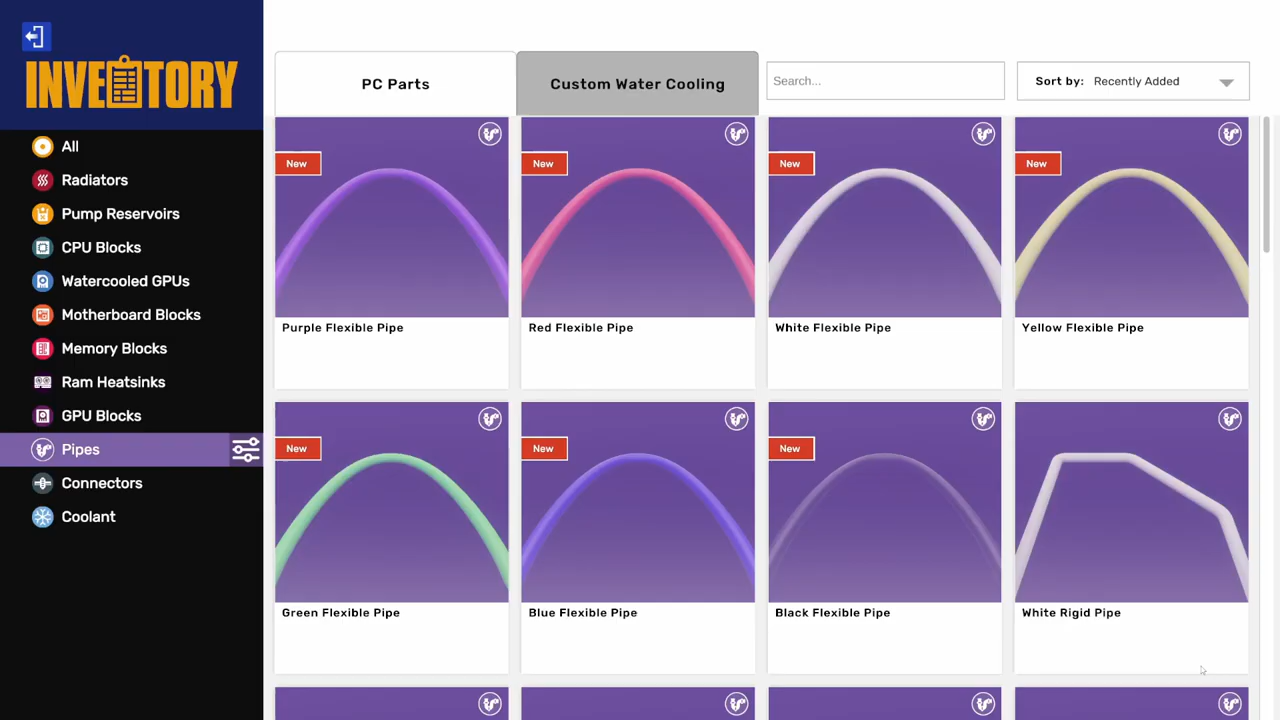 INVENTORY
PC Parts
Custom Water Cooling
Search...
Sort by: Recently Added
All
Radiators
Pump Reservoirs
CPU Blocks
Watercooled GPUs
Motherboard Blocks
Memory Blocks
Ram Heatsinks
GPU Blocks
Pipes
Connectors
Coolant
New
New
New
New
Purple Flexible Pipe
Red Flexible Pipe
White Flexible Pipe
Yellow Flexible Pipe
New
New
New
Green Flexible Pipe
Blue Flexible Pipe
Black Flexible Pipe
White Rigid Pipe